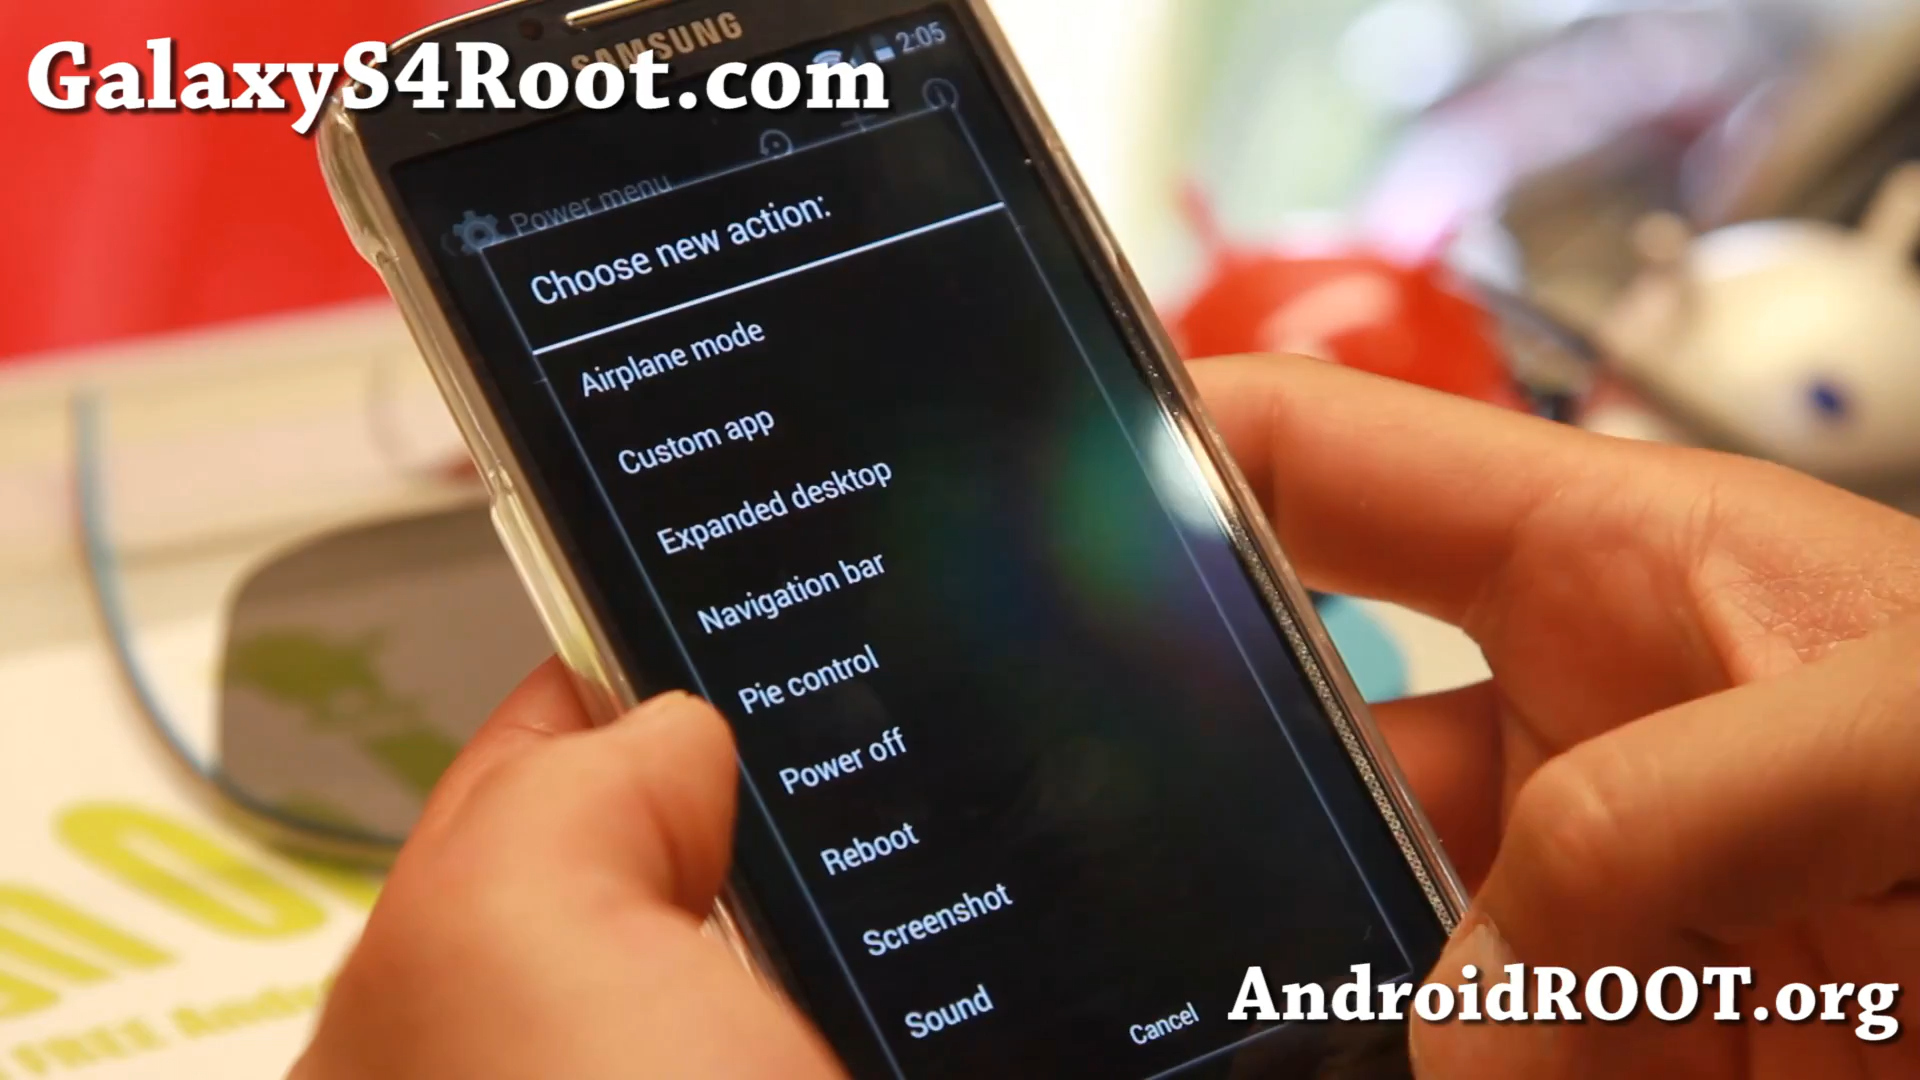 GalaxyS4Root.com
SAMSUNG
2:05
Power menu
Choose new action:
Airplane mode
Custom app
Expanded desktop
Navigation bar
Pie control
Power off
Reboot
Screenshot
Sound
Cancel
AndroidROOT.org
FREE